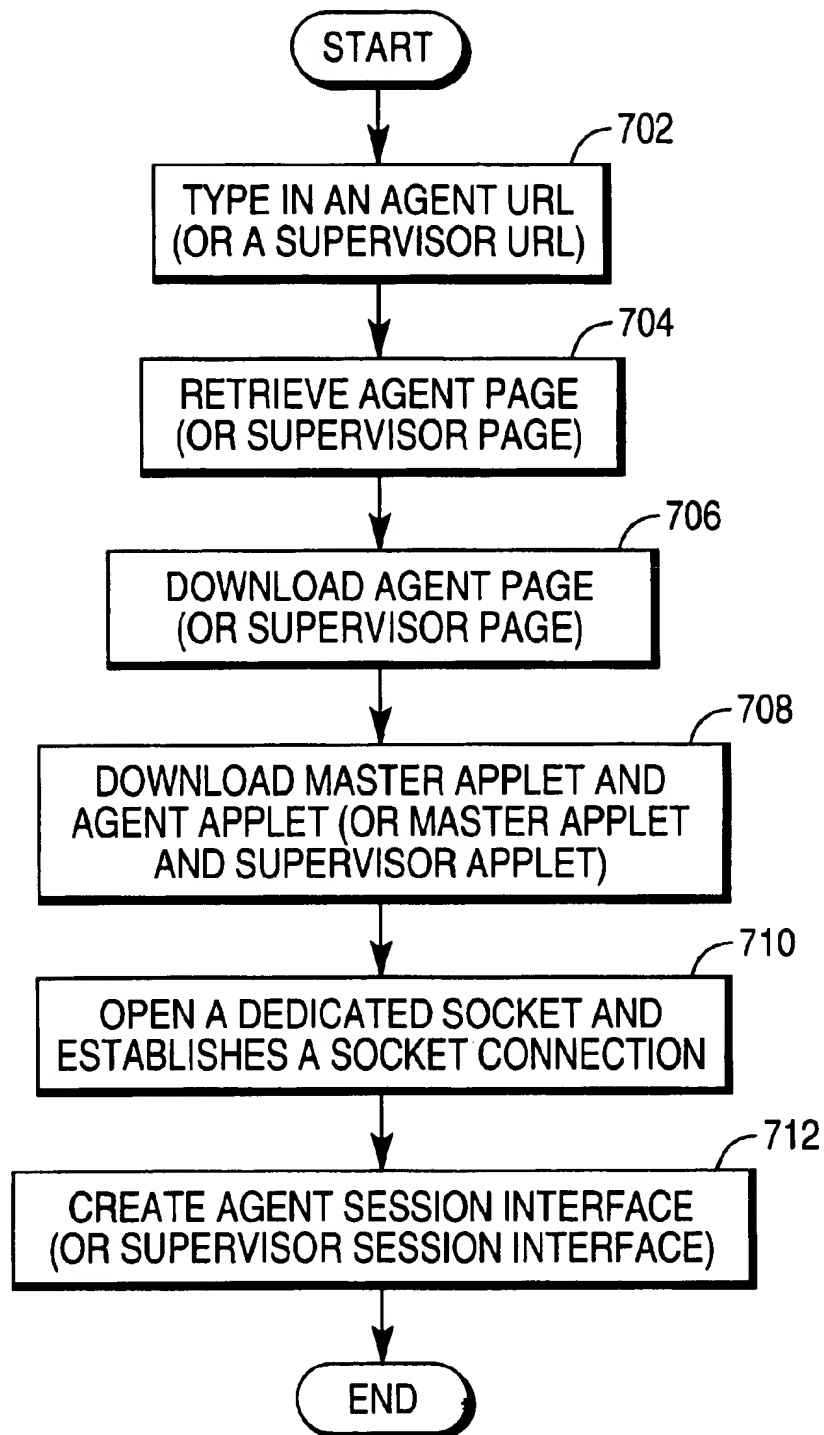 START
702
TYPE IN AN AGENT URL
(OR A SUPERVISOR URL)
704
RETRIEVE AGENT PAGE
(OR SUPERVISOR PAGE)
706
DOWNLOAD AGENT PAGE
(OR SUPERVISOR PAGE)
708
DOWNLOAD MASTER APPLET AND
AGENT APPLET (OR MASTER APPLET
AND SUPERVISOR APPLET)
710
OPEN A DEDICATED SOCKET AND
ESTABLISHES A SOCKET CONNECTION
712
CREATE AGENT SESSION INTERFACE
(OR SUPERVISOR SESSION INTERFACE)
END